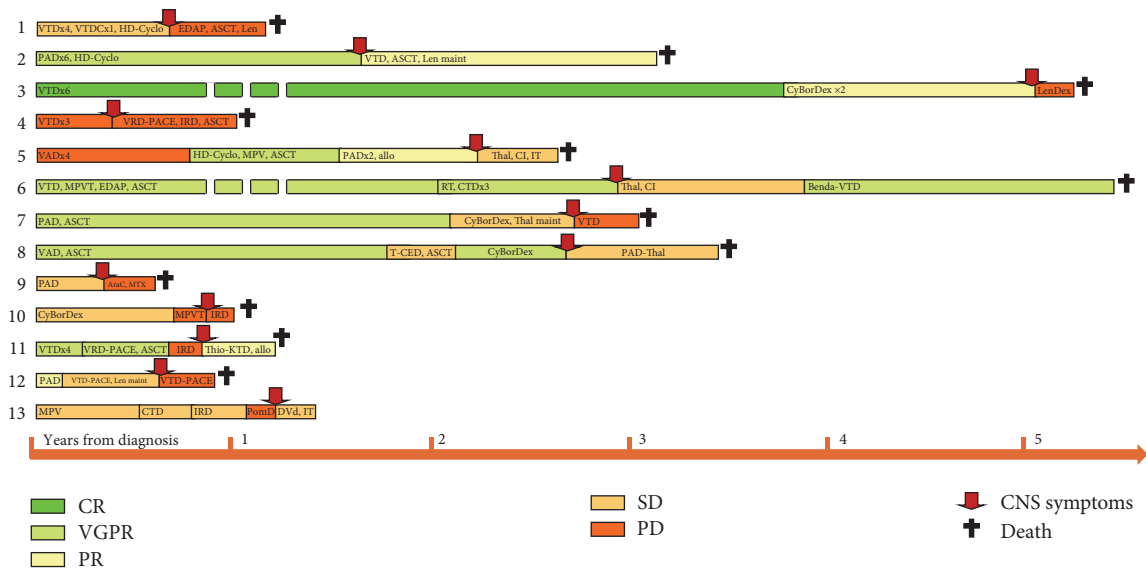 1 VTDx4, VTDCx1, HD-Cyclo EDAP, ASCT, Len
2 PADx6, HD-Cyclo VTD, ASCT, Len maint
3 VTDx6 CyBorDex ×2 LenDex
4 VTDx3 VRD-PACE, IRD, ASCT
5 VADx4 HD-Cyclo, MPV, ASCT PADx2, allo Thal, CI, IT
6 VTD, MPVT, EDAP, ASCT RT, CTDx3 Thal, CI Benda-VTD
7 PAD, ASCT CyBorDex, Thal maint VTD
8 VAD, ASCT T-CED, ASCT CyBorDex PAD-Thal
9 PAD AraC, MTX
10 CyBorDex MPVT IRD
11 VTDx4 VRD-PACE, ASCT IRD Thio-KTD, allo
12 PAD VTD-PACE, Len maint VTD-PACE
13 MPV CTD IRD PomD DVd, IT
Years from diagnosis 1 2 3 4 5
CR SD CNS symptoms
VGPR PD Death
PR